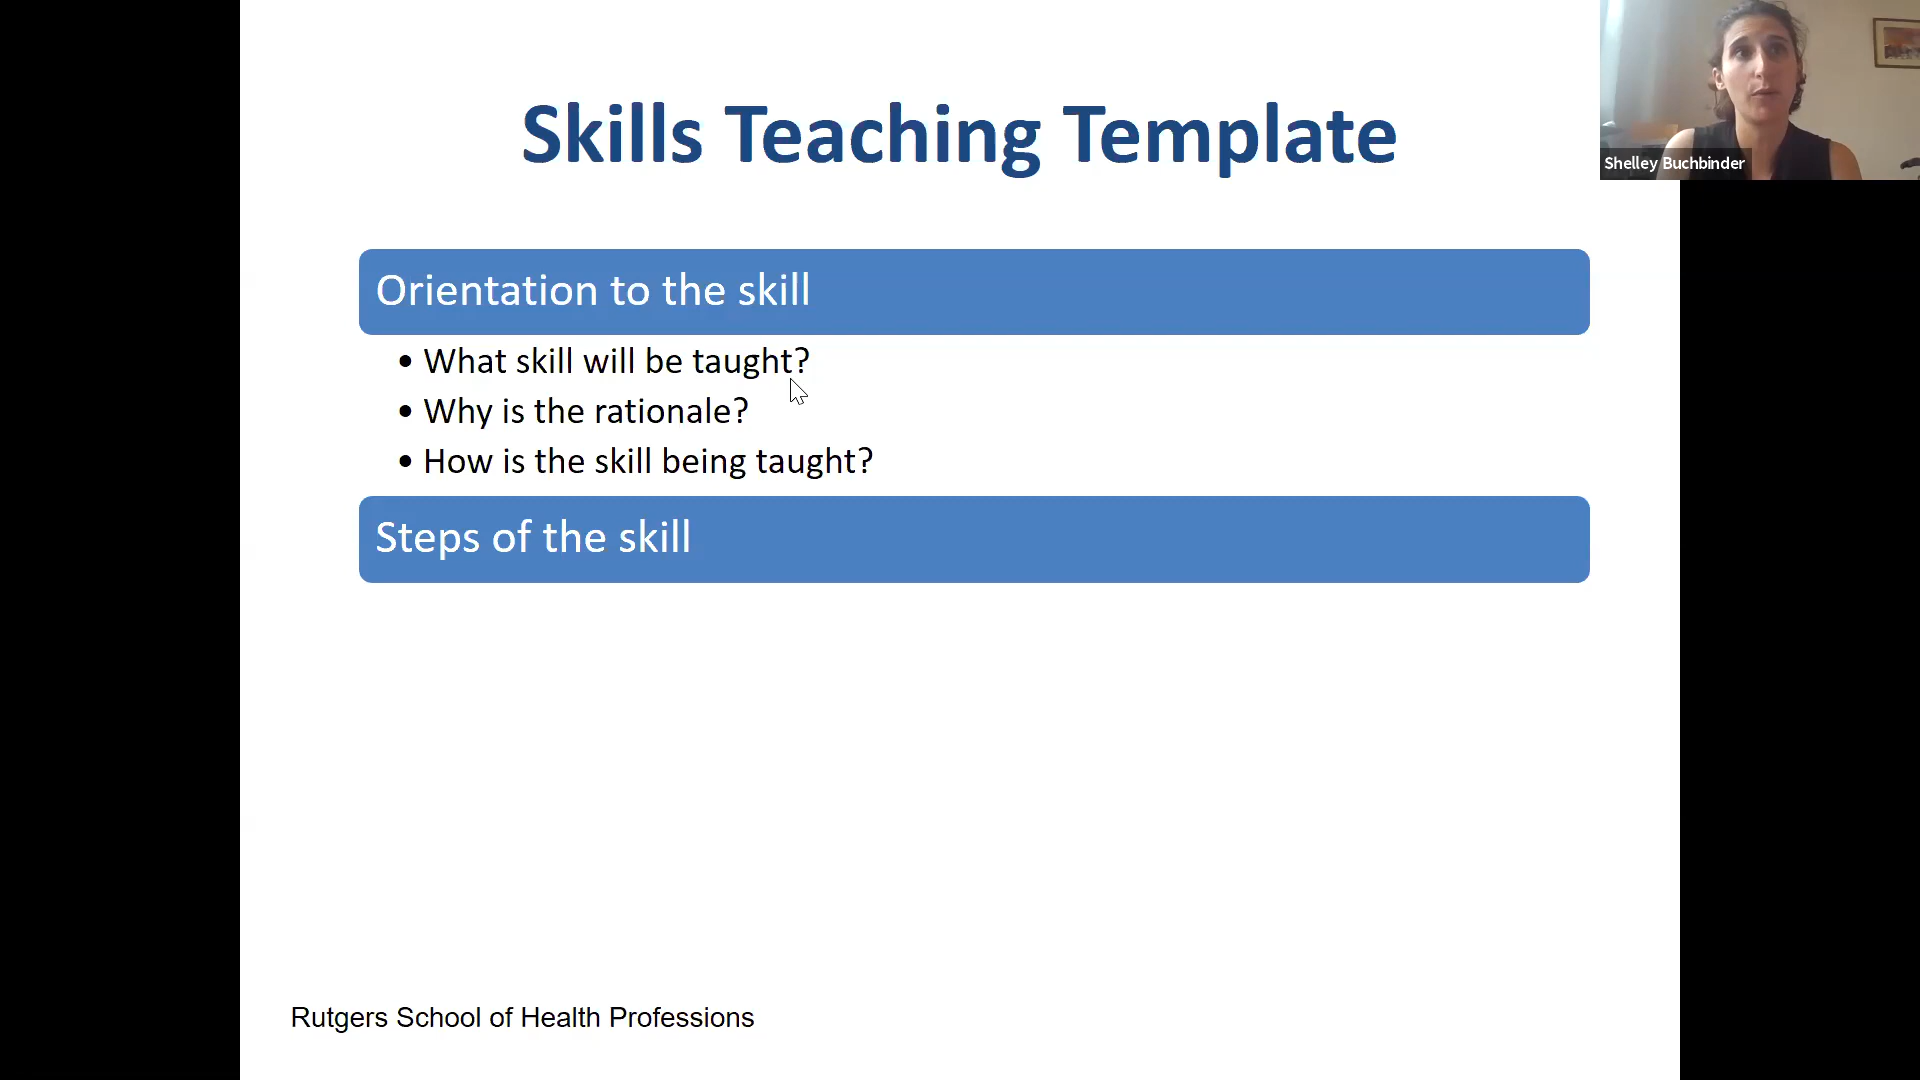 Skills Teaching Template
Shelley Buchbinder
Orientation to the skill
• What skill will be taught?
• Why is the rationale?
• How is the skill being taught?
Steps of the skill
Rutgers School of Health Professions